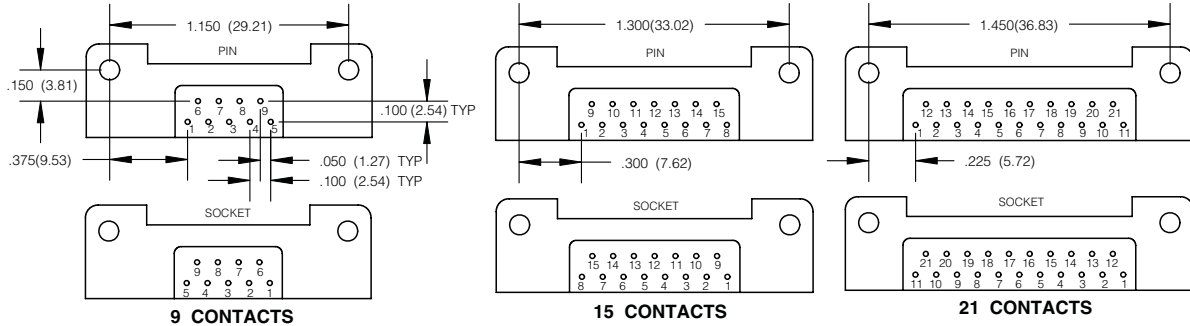 1.150 (29.21)
PIN
.150 (3.81)
6 7 8 9
1 2 3 4 5
.100 (2.54) TYP
.375(9.53)
.050 (1.27) TYP
.100 (2.54) TYP
SOCKET
9 8 7 6
5 4 3 2 1
9 CONTACTS
1.300(33.02)
PIN
9 10 11 12 13 14 15
1 2 3 4 5 6 7 8
.300 (7.62)
SOCKET
15 14 13 12 11 10 9
8 7 6 5 4 3 2 1
15 CONTACTS
1.450(36.83)
PIN
12 13 14 15 16 17 18 19 20 21
1 2 3 4 5 6 7 8 9 10 11
.225 (5.72)
SOCKET
21 20 19 18 17 16 15 14 13 12
11 10 9 8 7 6 5 4 3 2 1
21 CONTACTS